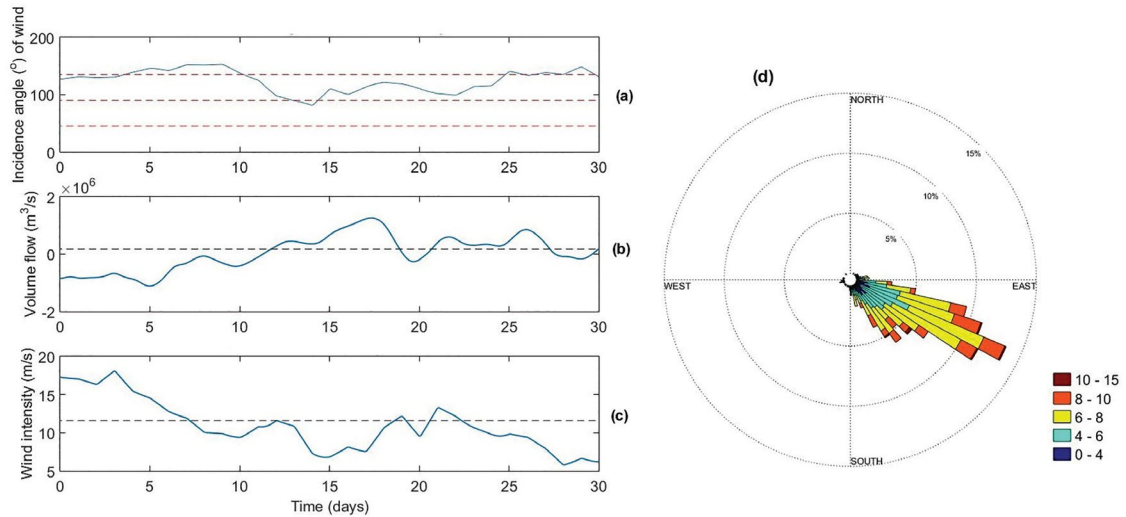 Incidence angle (°) of wind
200
100
0
0 5 10 15 20 25 30
(a)
×10⁶
Volume flow (m³/s)
2
0
-2
0 5 10 15 20 25 30
(b)
Wind intensity (m/s)
20
15
10
5
0 5 10 15 20 25 30
Time (days)
(c)
(d)
NORTH
15%
10%
5%
WEST
EAST
SOUTH
10 - 15
8 - 10
6 - 8
4 - 6
0 - 4